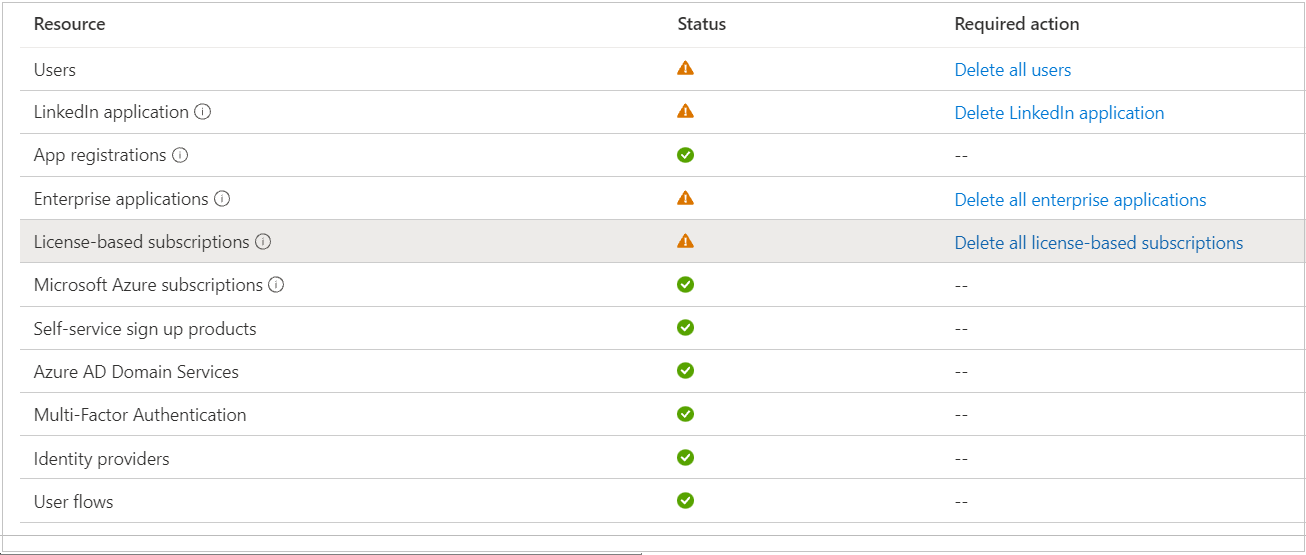 Resource Status Required action
Users Delete all users
LinkedIn application Delete LinkedIn application
App registrations --
Enterprise applications Delete all enterprise applications
License-based subscriptions Delete all license-based subscriptions
Microsoft Azure subscriptions --
Self-service sign up products --
Azure AD Domain Services --
Multi-Factor Authentication --
Identity providers --
User flows --